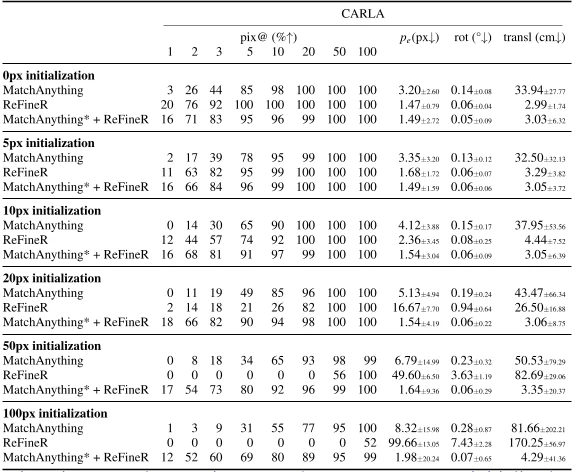 CARLA
pix@ (%↑) pₑ(px↓) rot (°↓) transl (cm↓)
1 2 3 5 10 20 50 100
0px initialization
MatchAnything 3 26 44 85 98 100 100 100 3.20±2.60 0.14±0.08 33.94±27.77
ReFineR 20 76 92 100 100 100 100 100 1.47±0.79 0.06±0.04 2.99±1.74
MatchAnything* + ReFineR 16 71 83 95 96 99 100 100 1.49±2.72 0.05±0.09 3.03±6.32
5px initialization
MatchAnything 2 17 39 78 95 99 100 100 3.35±3.20 0.13±0.12 32.50±32.13
ReFineR 11 63 82 95 99 100 100 100 1.68±1.72 0.06±0.07 3.29±3.82
MatchAnything* + ReFineR 16 66 84 96 99 100 100 100 1.49±1.59 0.06±0.06 3.05±3.72
10px initialization
MatchAnything 0 14 30 65 90 100 100 100 4.12±3.88 0.15±0.17 37.95±53.56
ReFineR 12 44 57 74 92 100 100 100 2.36±3.45 0.08±0.25 4.44±7.52
MatchAnything* + ReFineR 16 68 81 91 97 99 100 100 1.54±3.04 0.06±0.09 3.05±6.39
20px initialization
MatchAnything 0 11 19 49 85 96 100 100 5.13±4.94 0.19±0.24 43.47±66.34
ReFineR 2 14 18 21 26 82 100 100 16.67±7.70 0.94±0.64 26.50±16.88
MatchAnything* + ReFineR 18 66 82 90 94 98 100 100 1.54±4.19 0.06±0.22 3.06±8.75
50px initialization
MatchAnything 0 8 18 34 65 93 98 99 6.79±14.99 0.23±0.32 50.53±79.29
ReFineR 0 0 0 0 0 0 56 100 49.60±6.50 3.63±1.19 82.69±29.06
MatchAnything* + ReFineR 17 54 73 80 92 96 99 100 1.64±9.36 0.06±0.29 3.35±20.37
100px initialization
MatchAnything 1 3 9 31 55 77 95 100 8.32±15.98 0.28±0.87 81.66±202.21
ReFineR 0 0 0 0 0 0 0 52 99.66±13.05 7.43±2.28 170.25±56.97
MatchAnything* + ReFineR 12 52 60 69 80 89 95 99 1.98±20.24 0.07±0.65 4.29±41.36